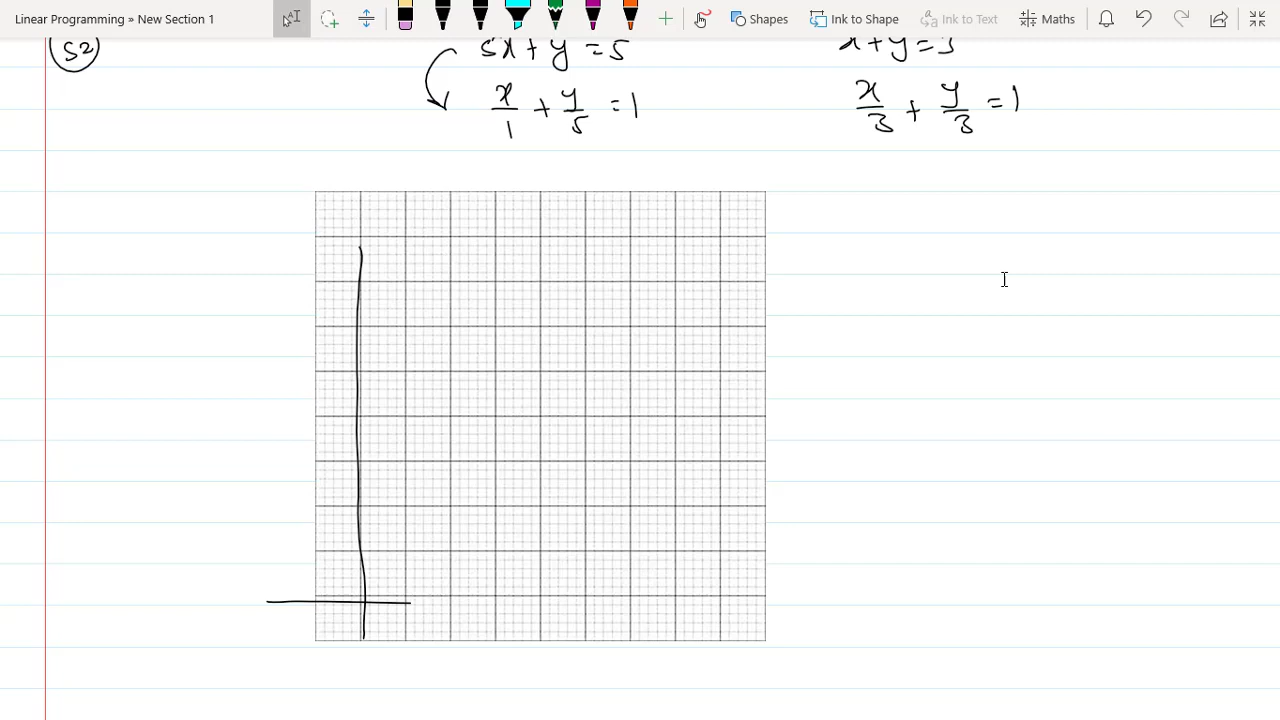 Linear Programming » New Section 1
Shapes Ink to Shape Ink to Text Maths
S2
5x + y = 5 x + y = 3
x/1 + y/5 = 1 x/3 + y/3 = 1